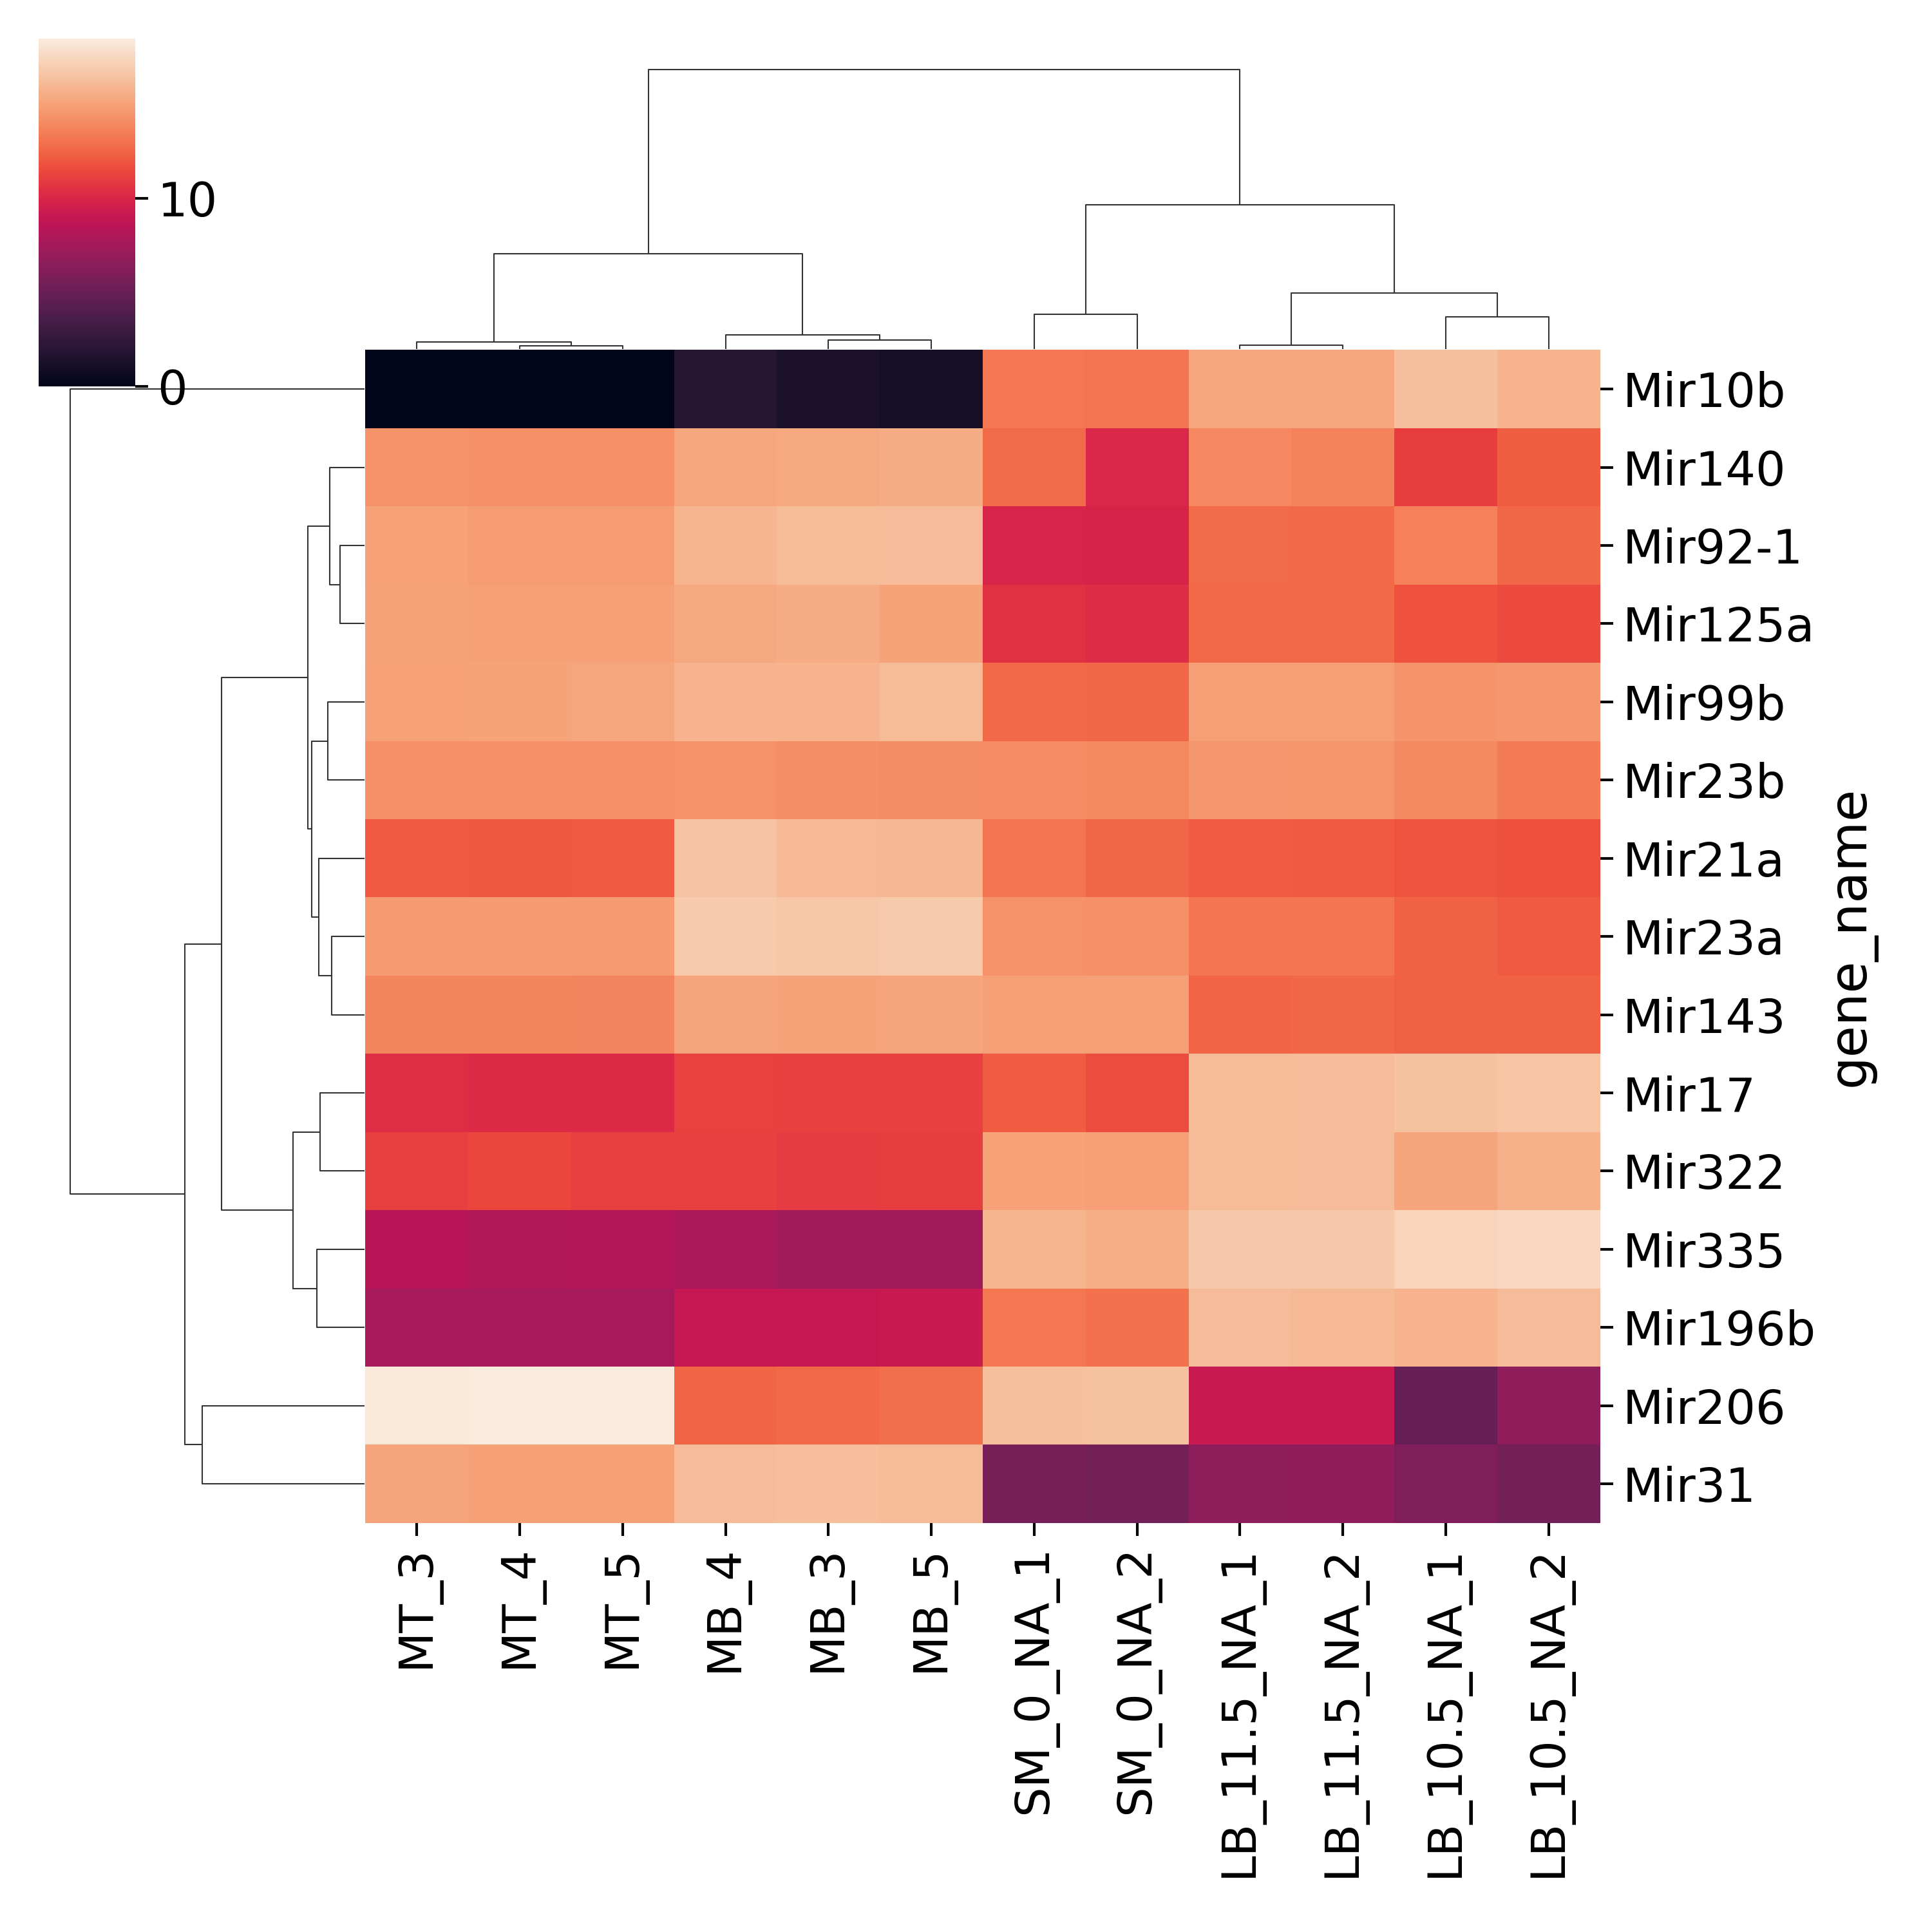 10
0
Mir10b
Mir140
Mir92-1
Mir125a
Mir99b
Mir23b
Mir21a
Mir23a
Mir143
Mir17
Mir322
Mir335
Mir196b
Mir206
Mir31
gene_name
MT_3
MT_4
MT_5
MB_4
MB_3
MB_5
SM_0_NA_1
SM_0_NA_2
LB_11.5_NA_1
LB_11.5_NA_2
LB_10.5_NA_1
LB_10.5_NA_2